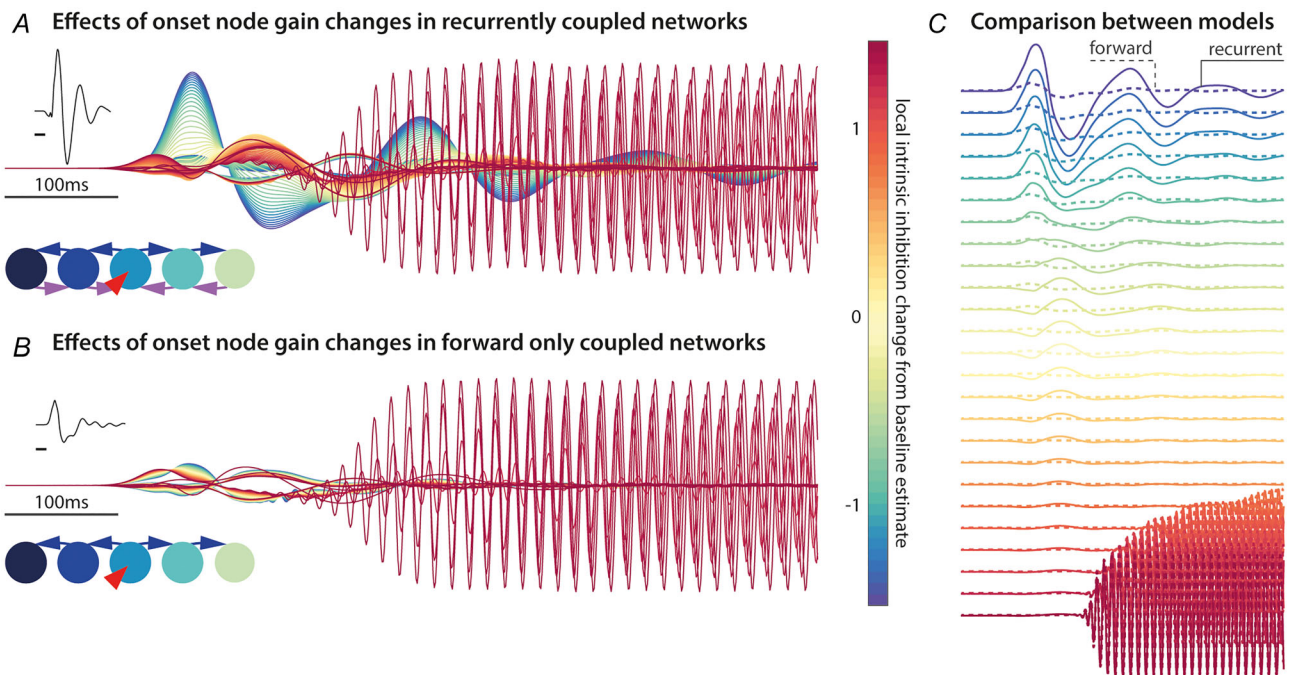 A Effects of onset node gain changes in recurrently coupled networks
100ms
B Effects of onset node gain changes in forward only coupled networks
100ms
1
0
-1
local intrinsic inhibition change from baseline estimate
C Comparison between models
forward
recurrent